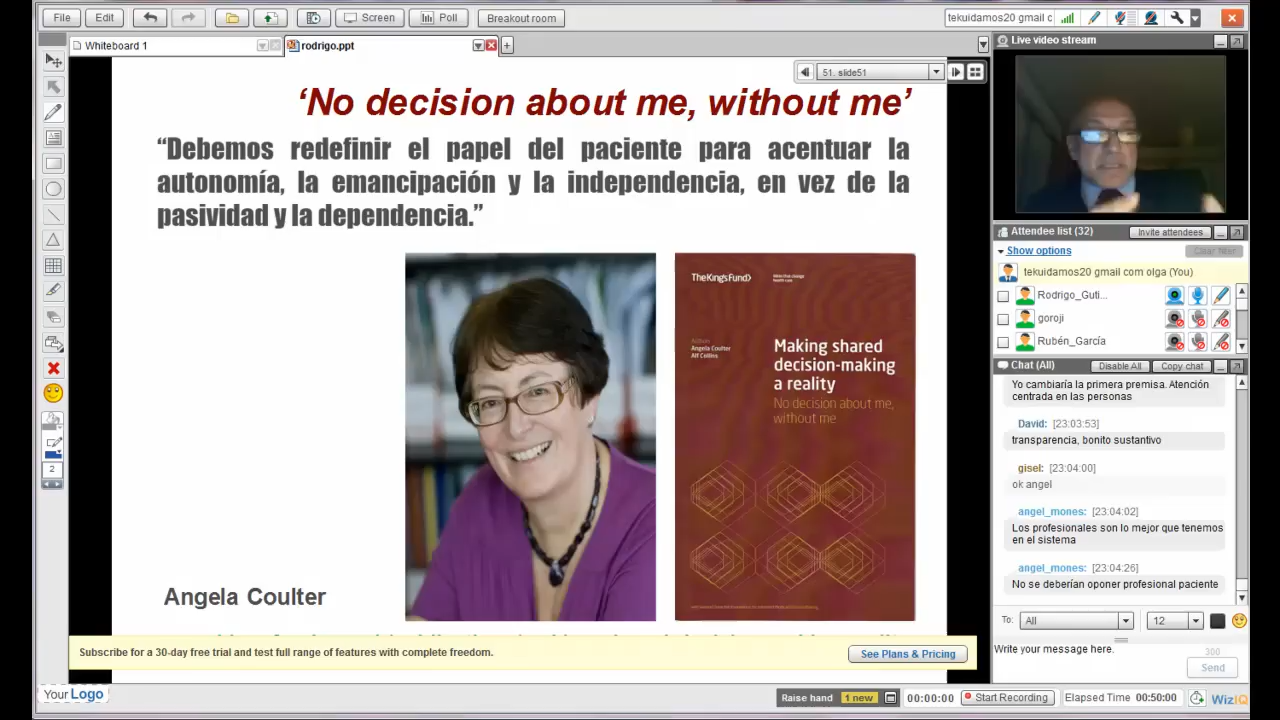 File
Edit
Screen
Poll
Breakout room
tekuidamos20 gmail c
Whiteboard 1
rodrigo.ppt
51. slide51
‘No decision about me, without me’
“Debemos redefinir el papel del paciente para acentuar la
autonomía, la emancipación y la independencia, en vez de la
pasividad y la dependencia.”
TheKing'sFund>
Angela Coulter
Alf Collins
Making shared
decision-making
a reality
No decision about me,
without me
Angela Coulter
Subscribe for a 30-day free trial and test full range of features with complete freedom.
See Plans & Pricing
Your Logo
Live video stream
Attendee list (32)
Invite attendees
Show options
tekuidamos20 gmail com olga (You)
Rodrigo_Guti...
goroji
Rubén_García
Chat (All)
Disable All
Copy chat
Yo cambiaría la primera premisa. Atención
centrada en las personas
David: [23:03:53]
transparencia, bonito sustantivo
gisel: [23:04:00]
ok angel
angel_mones: [23:04:02]
Los profesionales son lo mejor que tenemos
en el sistema
angel_mones: [23:04:26]
No se deberían oponer profesional paciente
To:
All
12
Write your message here.
300
Send
2
Raise hand
1 new
00:00:00
Start Recording
Elapsed Time 00:50:00
WizIQ